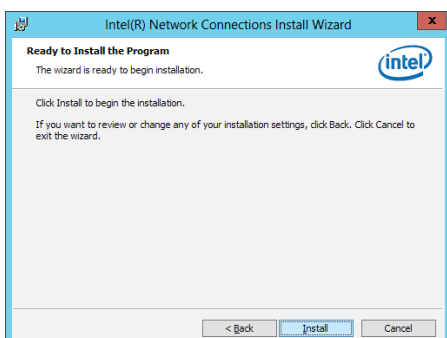 Intel(R) Network Connections Install Wizard
x
Ready to Install the Program
The wizard is ready to begin installation.
intel
Click Install to begin the installation.
If you want to review or change any of your installation settings, click Back. Click Cancel to
exit the wizard.
< Back
Install
Cancel